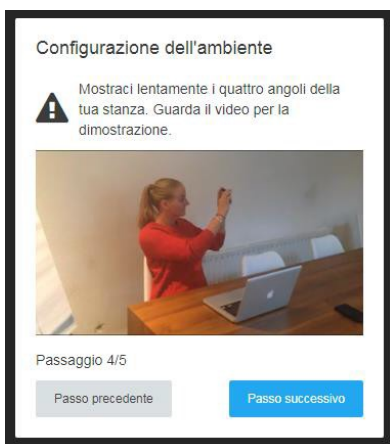 Configurazione dell'ambiente
Mostraci lentamente i quattro angoli della
tua stanza. Guarda il video per la
dimostrazione.
Passaggio 4/5
Passo precedente
Passo successivo